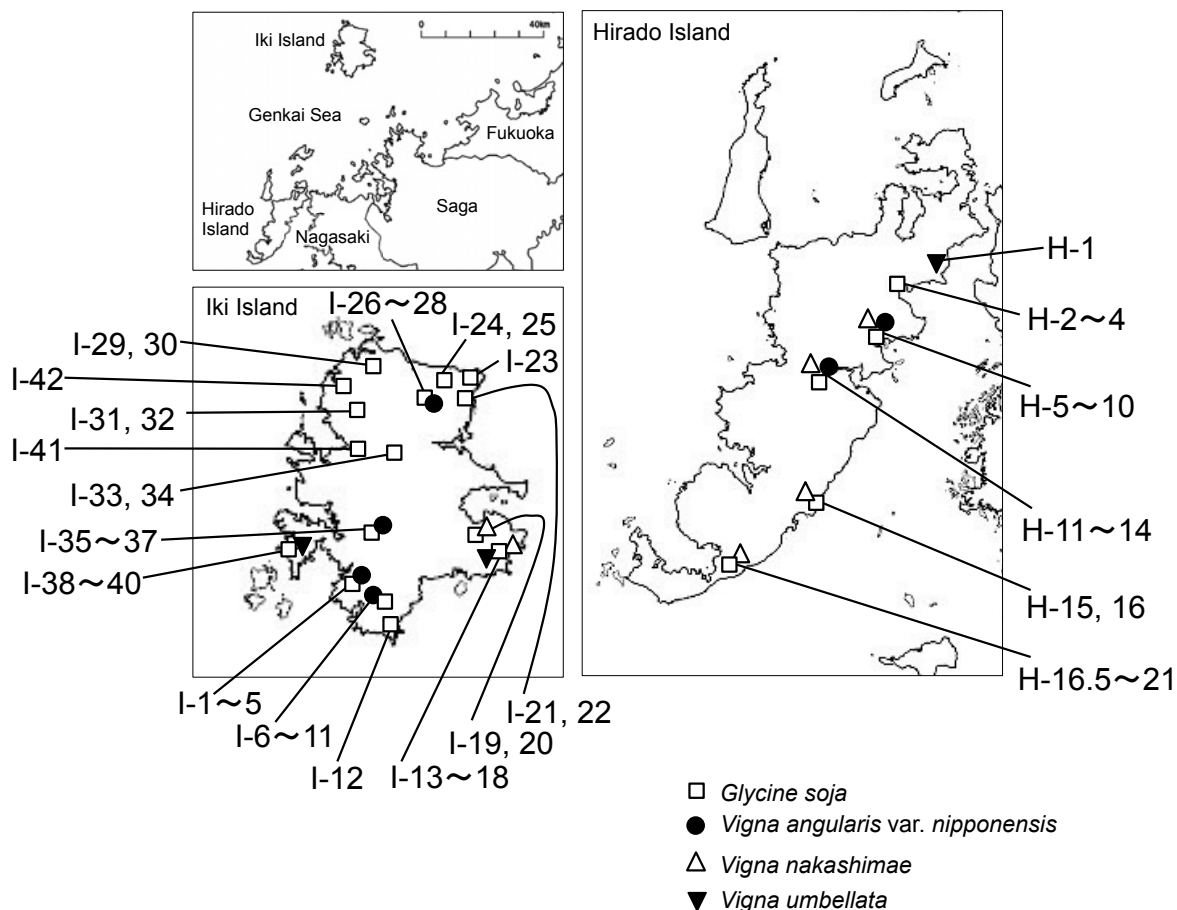 0 40km
Iki Island
Genkai Sea
Fukuoka
Saga
Hirado
Island
Nagasaki
Iki Island
I-26～28
I-24, 25
I-23
I-29, 30
I-42
I-31, 32
I-41
I-33, 34
I-35～37
I-38～40
I-1～5
I-6～11
I-12
I-13～18
I-19, 20
I-21, 22
Hirado Island
H-1
H-2～4
H-5～10
H-11～14
H-15, 16
H-16.5～21
Glycine soja
Vigna angularis var. nipponensis
Vigna nakashimae
Vigna umbellata